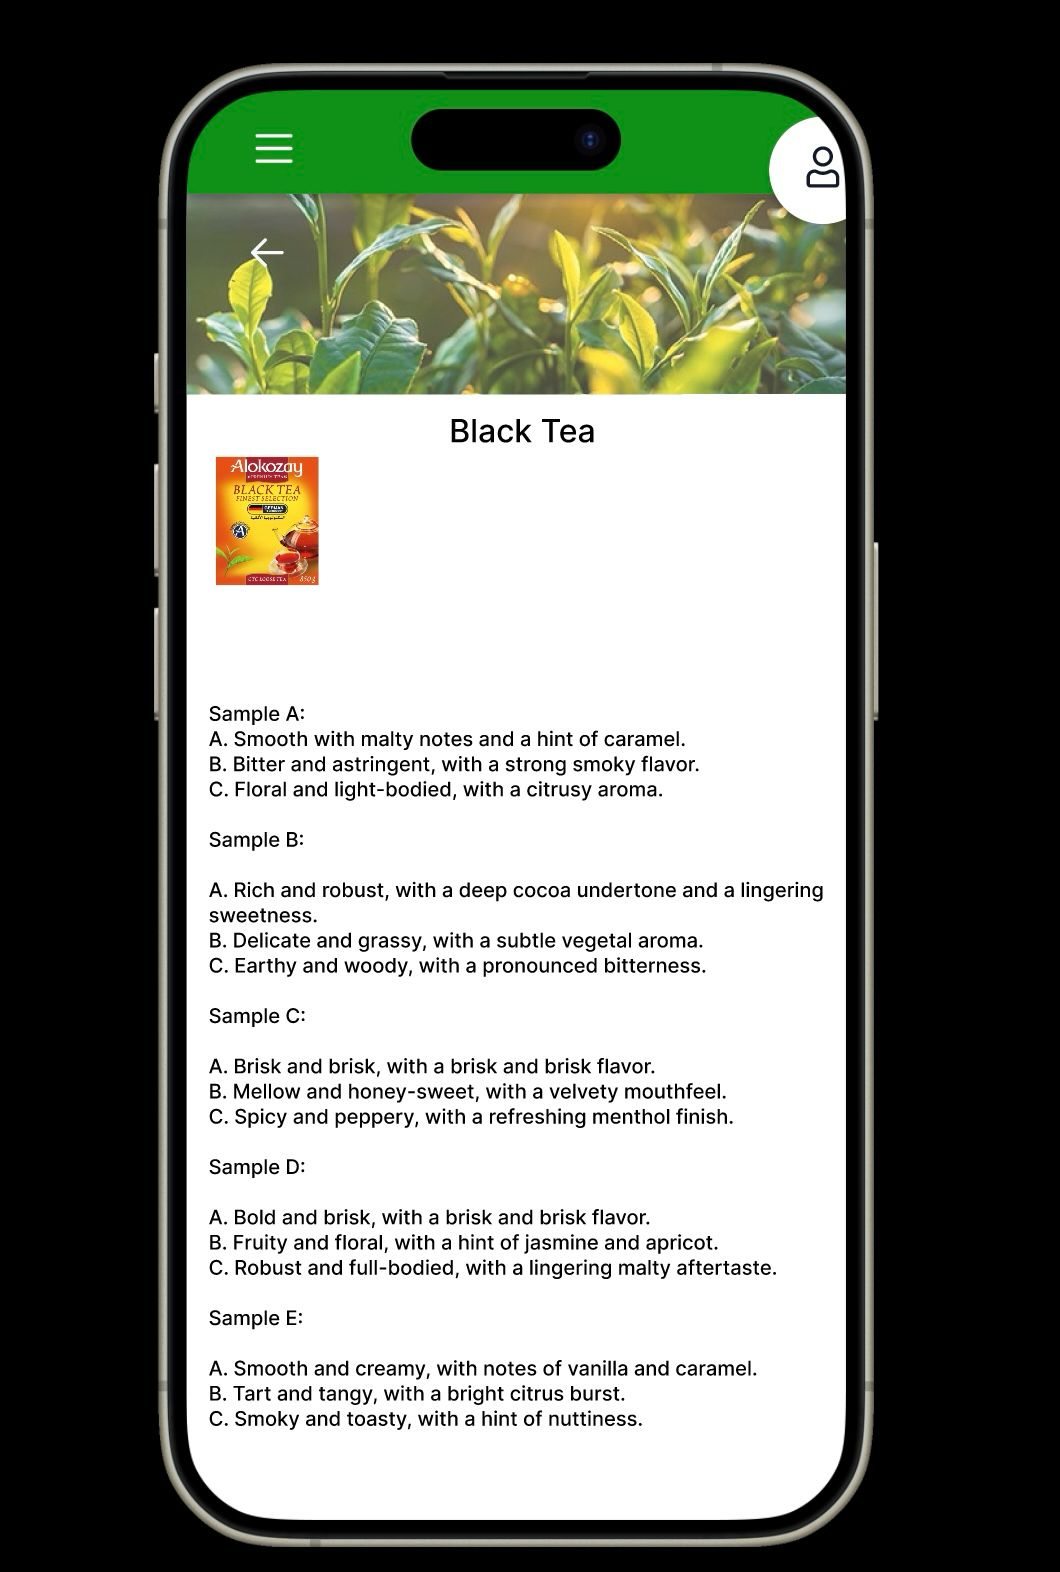 Black Tea
Alokozay
BLACK TEA
FINEST SELECTION
GERMAN
CTC LOOSE TEA 850g
Sample A:
A. Smooth with malty notes and a hint of caramel.
B. Bitter and astringent, with a strong smoky flavor.
C. Floral and light-bodied, with a citrusy aroma.
Sample B:
A. Rich and robust, with a deep cocoa undertone and a lingering
sweetness.
B. Delicate and grassy, with a subtle vegetal aroma.
C. Earthy and woody, with a pronounced bitterness.
Sample C:
A. Brisk and brisk, with a brisk and brisk flavor.
B. Mellow and honey-sweet, with a velvety mouthfeel.
C. Spicy and peppery, with a refreshing menthol finish.
Sample D:
A. Bold and brisk, with a brisk and brisk flavor.
B. Fruity and floral, with a hint of jasmine and apricot.
C. Robust and full-bodied, with a lingering malty aftertaste.
Sample E:
A. Smooth and creamy, with notes of vanilla and caramel.
B. Tart and tangy, with a bright citrus burst.
C. Smoky and toasty, with a hint of nuttiness.